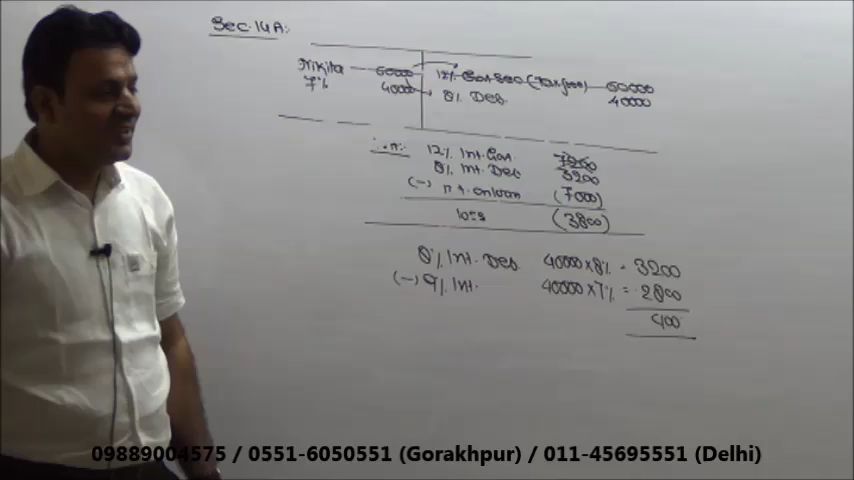 Sec. 14A:-
Nikita — 60000 12% Gov. Sec (Tax free) — 60000
7% 40000 8% Deb. 40000
12% Int. Gov. 7200
8% Int. Deb 3200
(-) Int. on loan (7000)
loss (3800)
8% Int. Deb 40000 x 8% = 3200
(-) 7% Int. 40000 x 7% = 2800
400
09889004575 / 0551-6050551 (Gorakhpur) / 011-45695551 (Delhi)